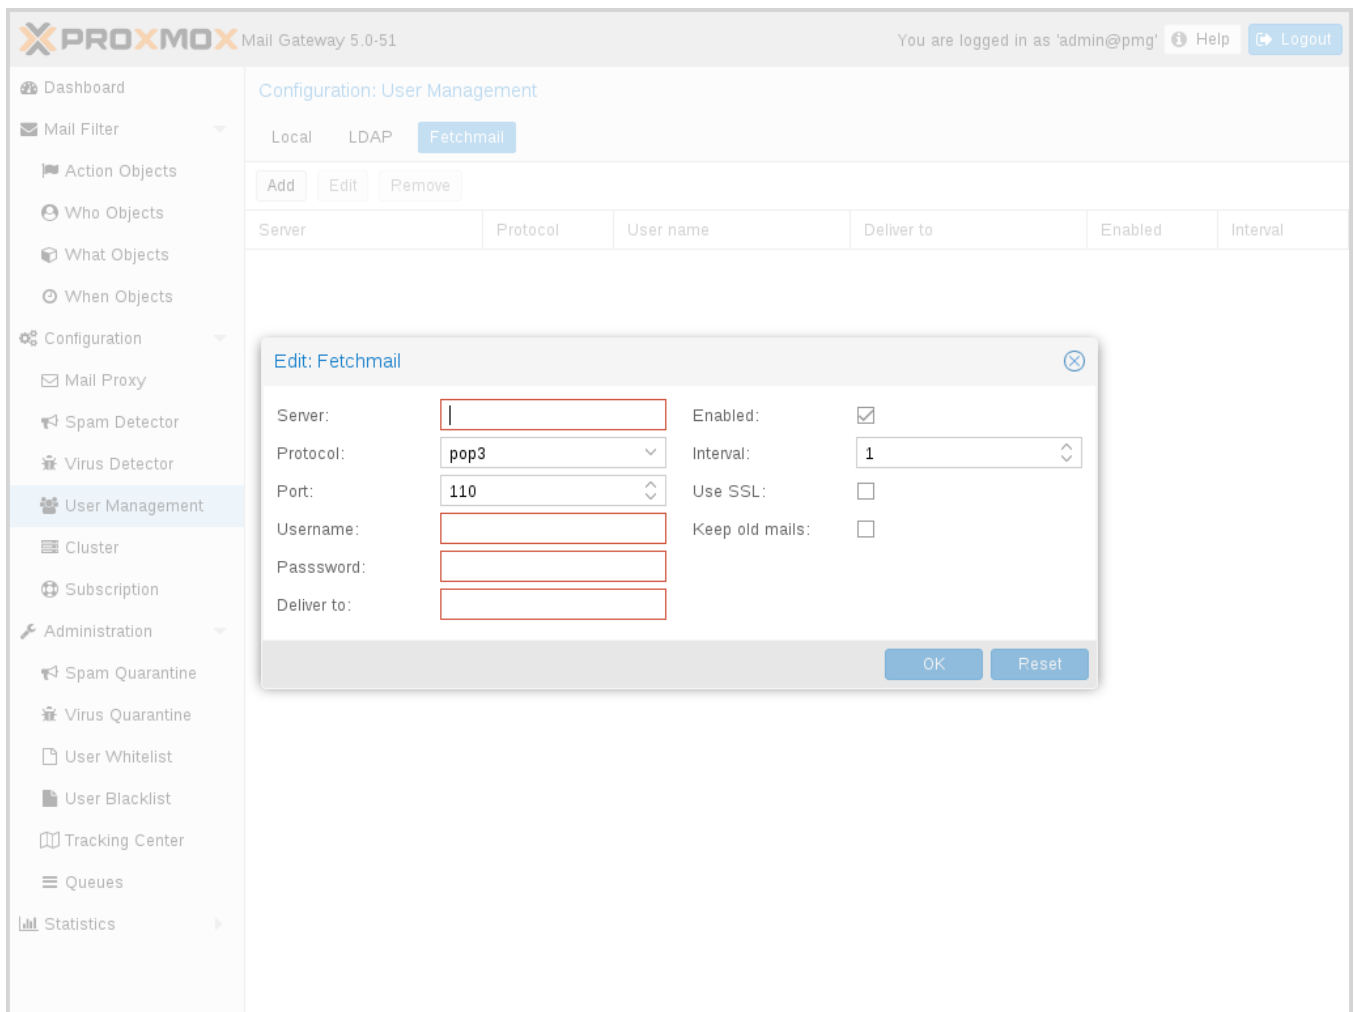 PROXMOX Mail Gateway 5.0-51 You are logged in as 'admin@pmg' Help Logout
Dashboard
Mail Filter
Action Objects
Who Objects
What Objects
When Objects
Configuration
Mail Proxy
Spam Detector
Virus Detector
User Management
Cluster
Subscription
Administration
Spam Quarantine
Virus Quarantine
User Whitelist
User Blacklist
Tracking Center
Queues
Statistics
Configuration: User Management
Local LDAP Fetchmail
Add Edit Remove
Server Protocol User name Deliver to Enabled Interval
Edit: Fetchmail
Server:
Protocol: pop3
Port: 110
Username:
Passsword:
Deliver to:
Enabled:
Interval: 1
Use SSL:
Keep old mails:
OK Reset